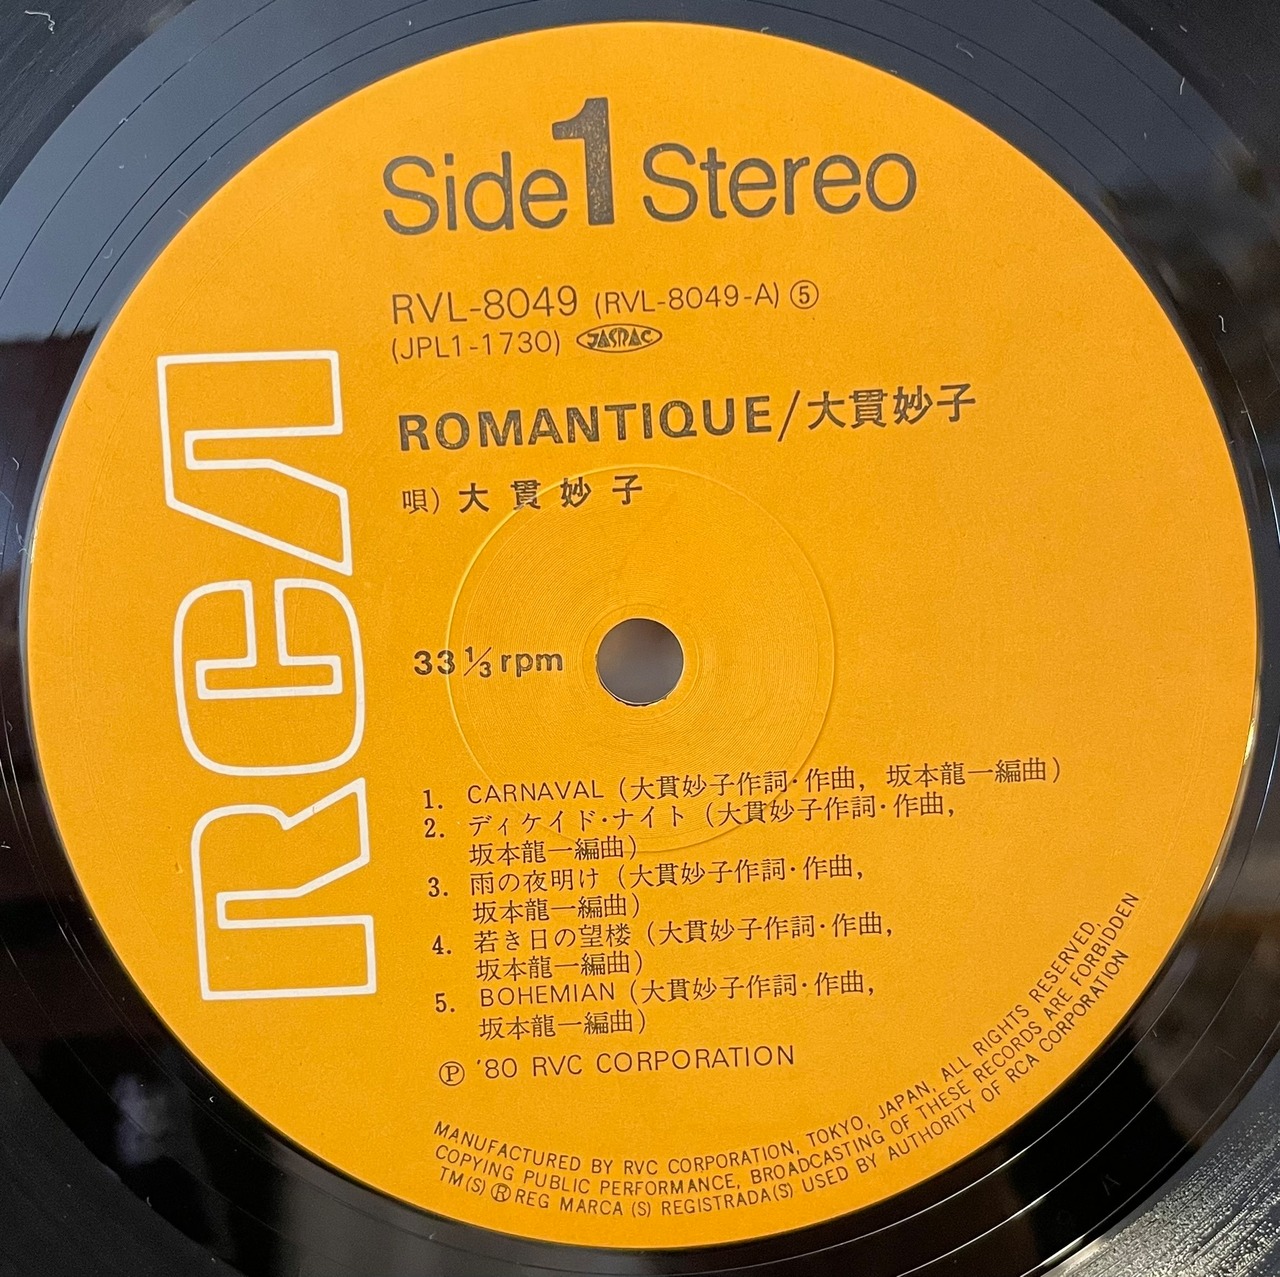 Side 1 Stereo
RVL-8049 (RVL-8049-A) ⑤
(JPL1-1730) JASRAC
ROMANTIQUE/大貫妙子
唄) 大貫妙子
RCA
33 1/3 rpm
1. CARNAVAL (大貫妙子作詞・作曲, 坂本龍一編曲)
2. ディケイド・ナイト (大貫妙子作詞・作曲,
坂本龍一編曲)
3. 雨の夜明け (大貫妙子作詞・作曲,
坂本龍一編曲)
4. 若き日の望楼 (大貫妙子作詞・作曲,
坂本龍一編曲)
5. BOHEMIAN (大貫妙子作詞・作曲,
坂本龍一編曲)
Ⓟ '80 RVC CORPORATION
MANUFACTURED BY RVC CORPORATION, TOKYO, JAPAN, ALL RIGHTS RESERVED,
COPYING PUBLIC PERFORMANCE, BROADCASTING OF THESE RECORDS ARE FORBIDDEN
TM(S) ®REG MARCA (S) REGISTRADA(S) USED BY AUTHORITY OF RCA CORPORATION